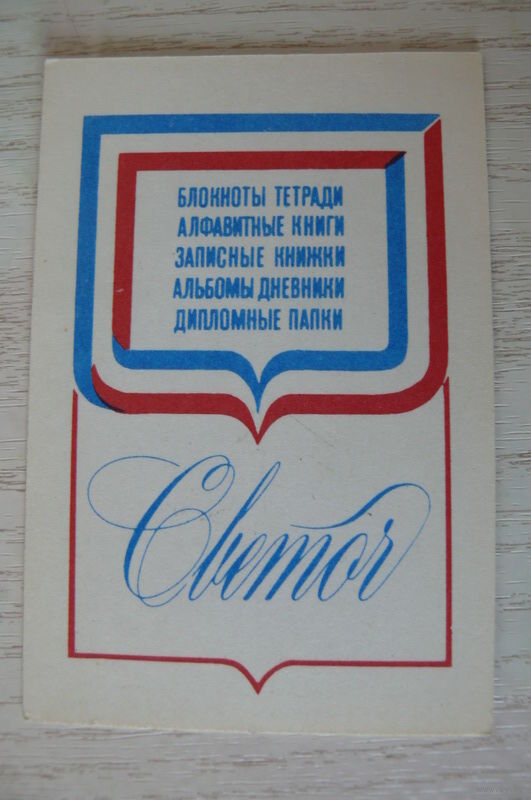 БЛОКНОТЫ ТЕТРАДИ
АЛФАВИТНЫЕ КНИГИ
ЗАПИСНЫЕ КНИЖКИ
АЛЬБОМЫ ДНЕВНИКИ
ДИПЛОМНЫЕ ПАПКИ
Светоч